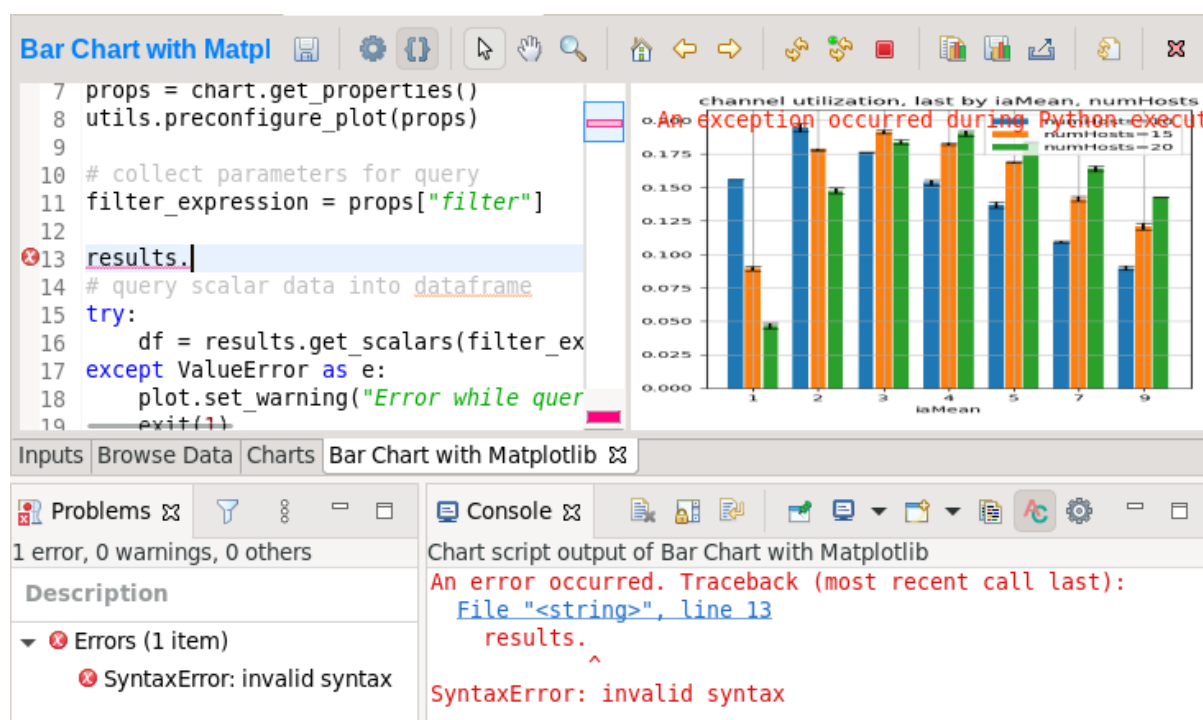 Bar Chart with Matpl
7 props = chart.get_properties()
8 utils.preconfigure_plot(props)
9
10 # collect parameters for query
11 filter_expression = props["filter"]
12
13 results.
14 # query scalar data into dataframe
15 try:
16 df = results.get_scalars(filter_ex
17 except ValueError as e:
18 plot.set_warning("Error while quer
19 exit(1)
channel utilization, last by iaMean, numHosts
An exception occurred during Python execut
numHosts=15
numHosts=20
0.175
0.150
0.125
0.100
0.075
0.050
0.025
0.000
1 2 3 4 5 7 9
iaMean
Inputs Browse Data Charts Bar Chart with Matplotlib
Problems
1 error, 0 warnings, 0 others
Description
Errors (1 item)
SyntaxError: invalid syntax
Console
Chart script output of Bar Chart with Matplotlib
An error occurred. Traceback (most recent call last):
File "<string>", line 13
results.
^
SyntaxError: invalid syntax